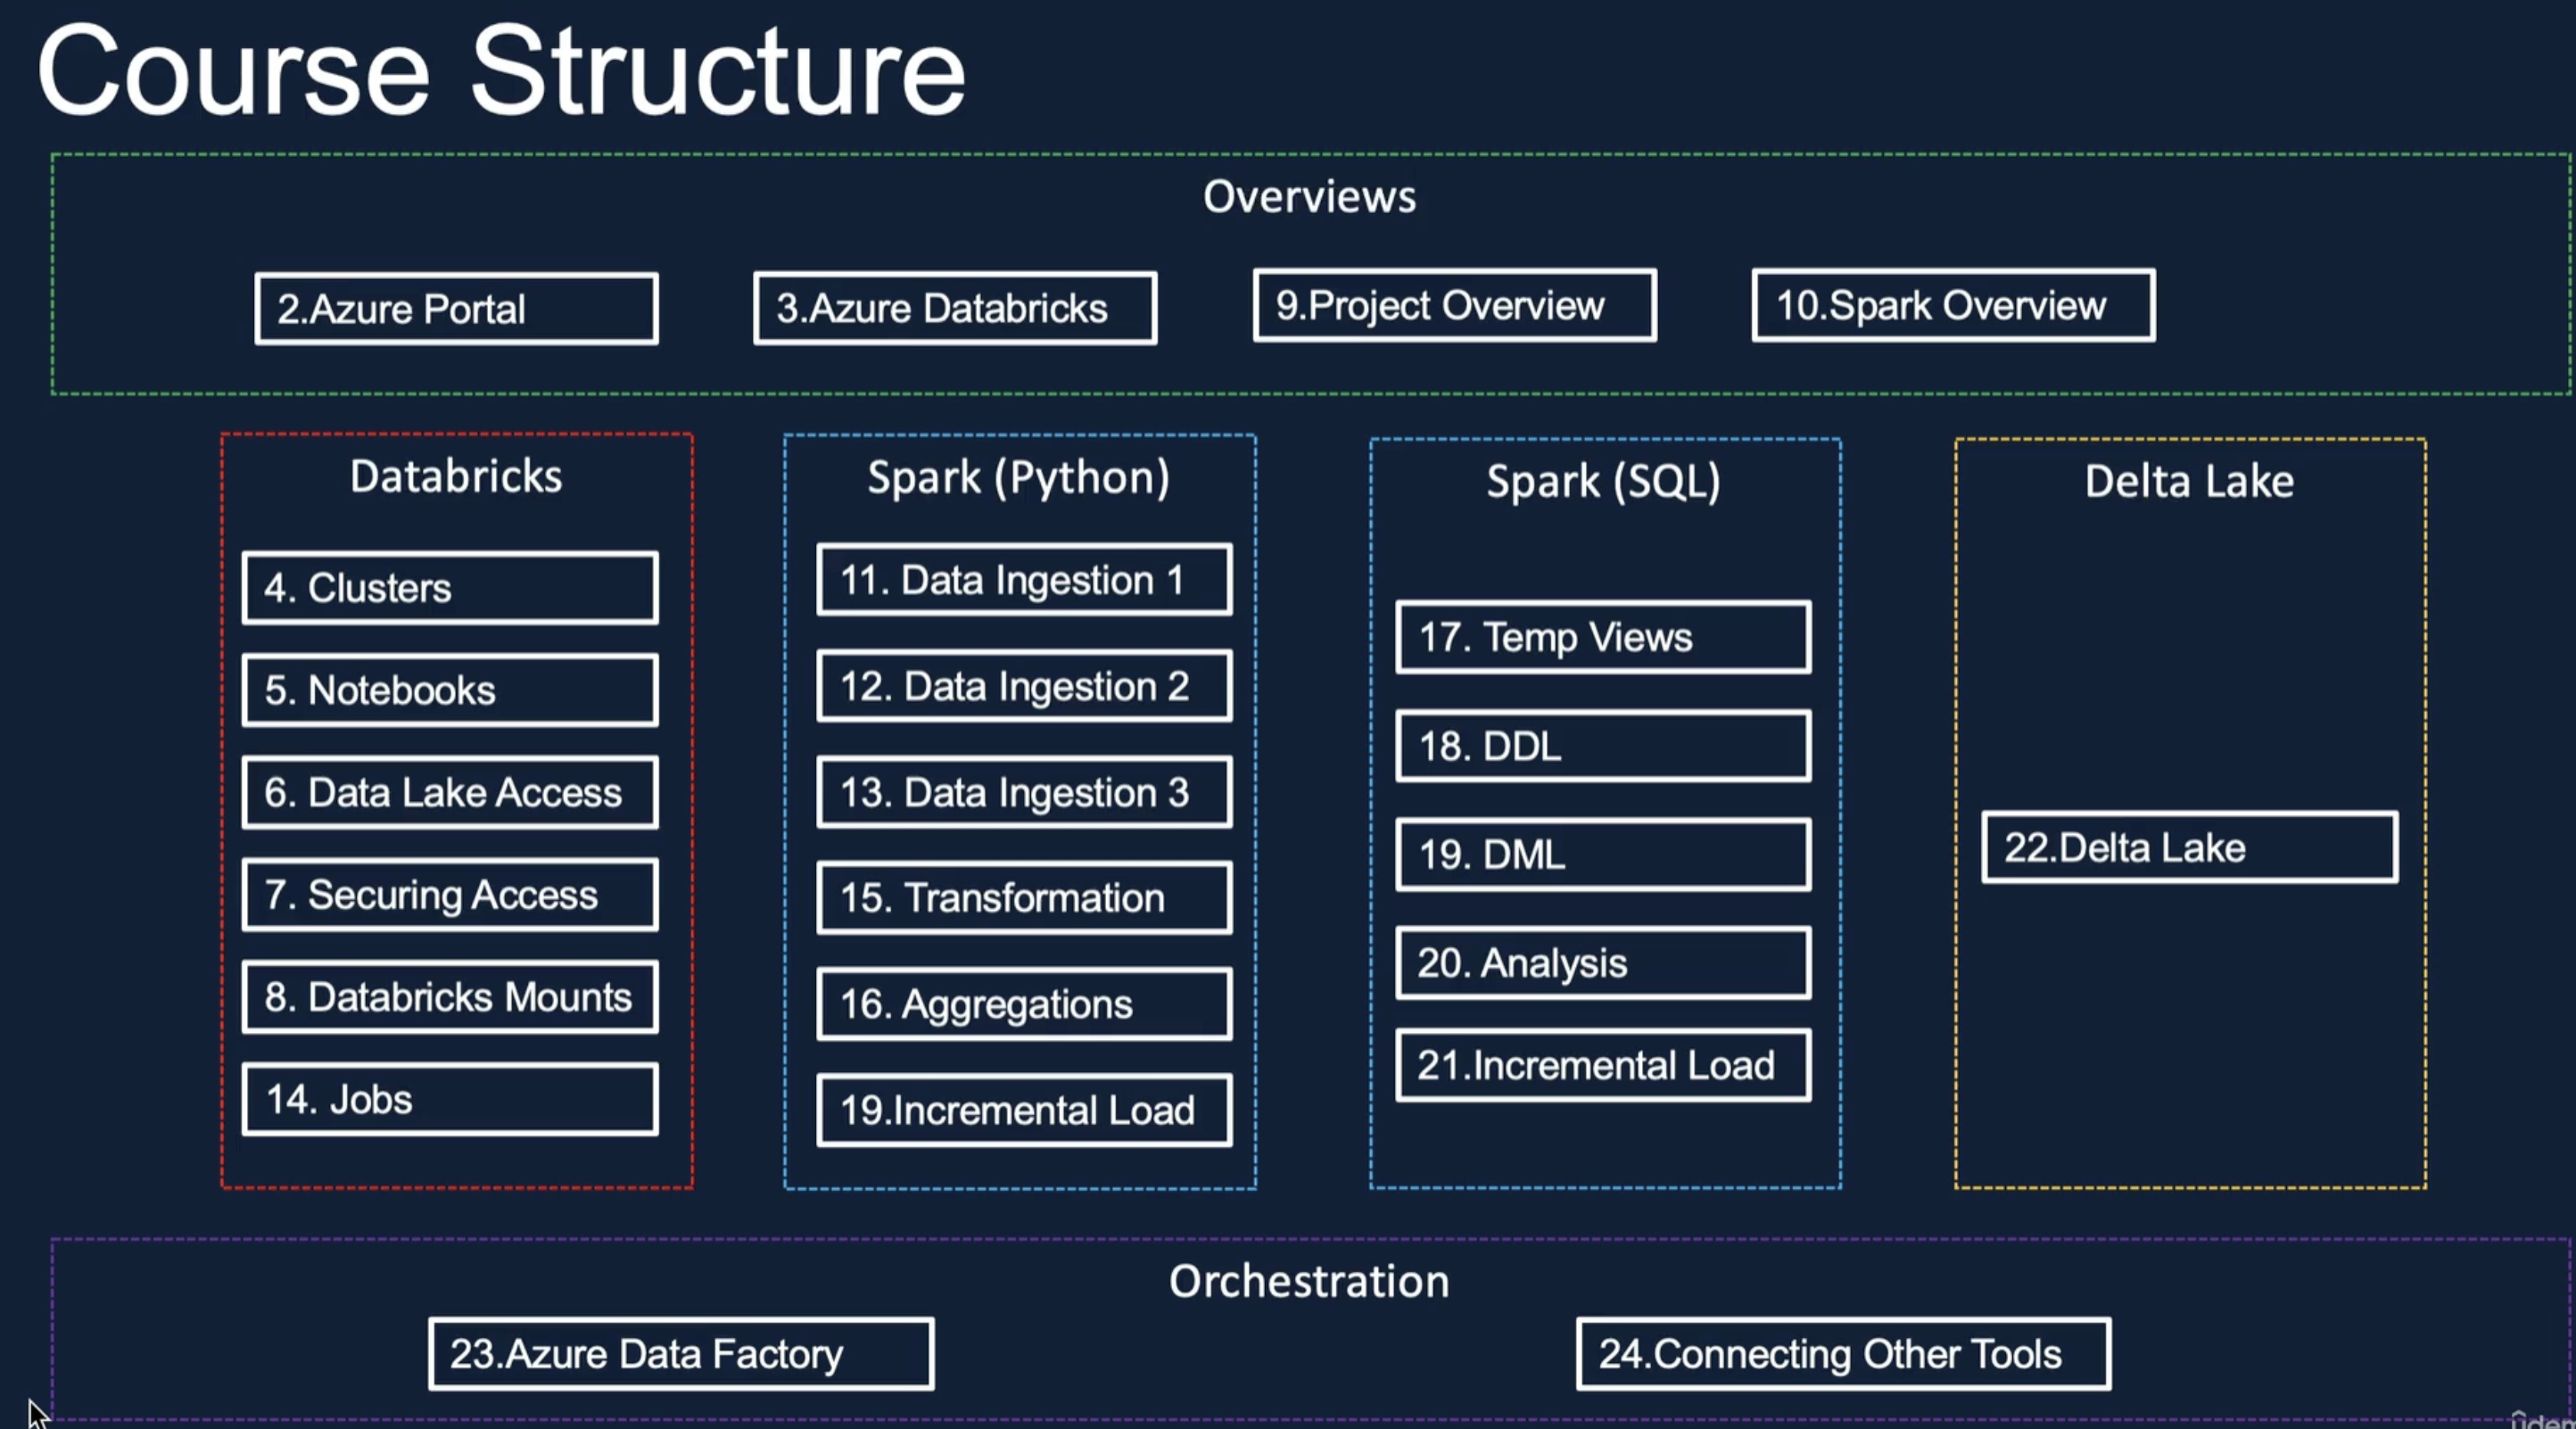 Course Structure
Overviews
2.Azure Portal
3.Azure Databricks
9.Project Overview
10.Spark Overview
Databricks
4. Clusters
5. Notebooks
6. Data Lake Access
7. Securing Access
8. Databricks Mounts
14. Jobs
Spark (Python)
11. Data Ingestion 1
12. Data Ingestion 2
13. Data Ingestion 3
15. Transformation
16. Aggregations
19.Incremental Load
Spark (SQL)
17. Temp Views
18. DDL
19. DML
20. Analysis
21.Incremental Load
Delta Lake
22.Delta Lake
Orchestration
23.Azure Data Factory
24.Connecting Other Tools